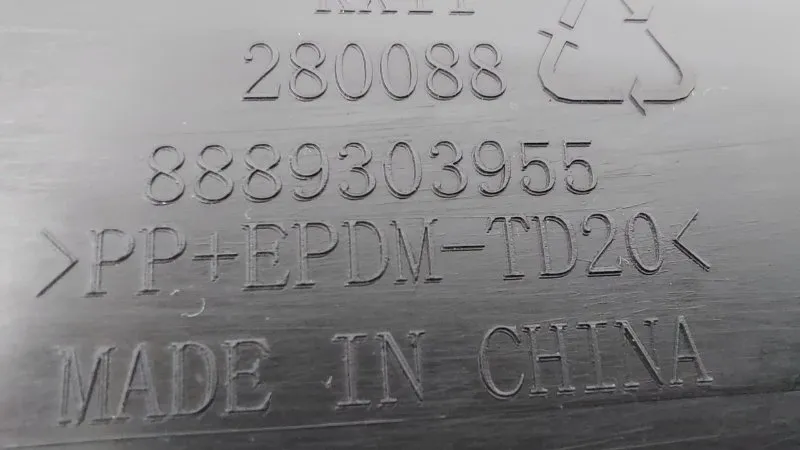 280088
8889303955
>PP+EPDM-TD20<
MADE IN CHINA